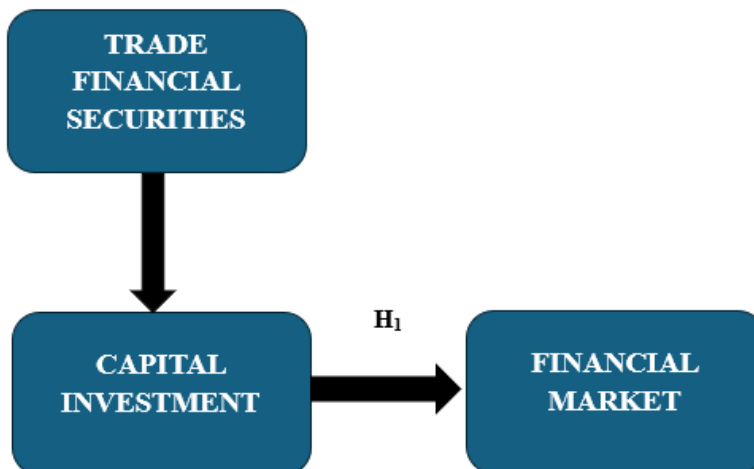 TRADE
FINANCIAL
SECURITIES
H₁
CAPITAL
INVESTMENT
FINANCIAL
MARKET